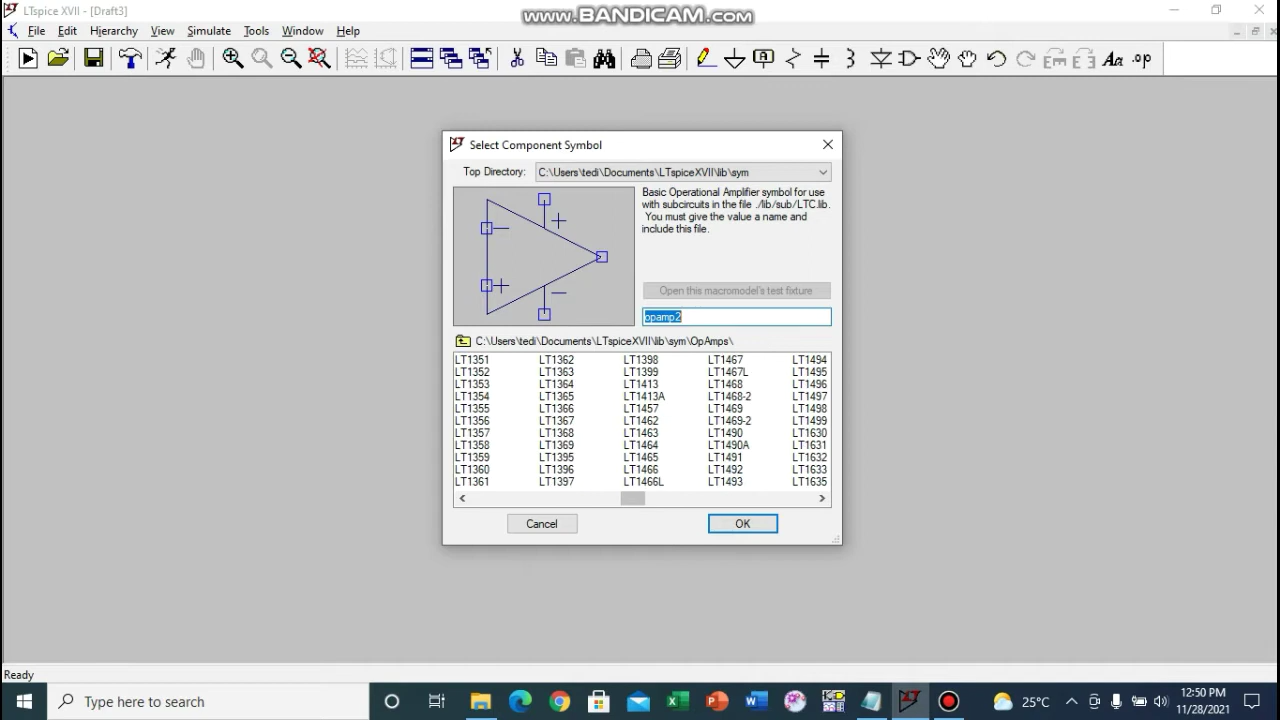 LTspice XVII - [Draft3]
www.BANDICAM.com
File Edit Hierarchy View Simulate Tools Window Help
Aa .op
Select Component Symbol
Top Directory: C:\Users\tedi\Documents\LTspiceXVII\lib\sym
Basic Operational Amplifier symbol for use
with subcircuits in the file ./lib/sub/LTC.lib.
You must give the value a name and
include this file.
Open this macromodel's test fixture
opamp2
C:\Users\tedi\Documents\LTspiceXVII\lib\sym\OpAmps\
LT1351 LT1362 LT1398 LT1467 LT1494
LT1352 LT1363 LT1399 LT1467L LT1495
LT1353 LT1364 LT1413 LT1468 LT1496
LT1354 LT1365 LT1413A LT1468-2 LT1497
LT1355 LT1366 LT1457 LT1469 LT1498
LT1356 LT1367 LT1462 LT1469-2 LT1499
LT1357 LT1368 LT1463 LT1490 LT1630
LT1358 LT1369 LT1464 LT1490A LT1631
LT1359 LT1395 LT1465 LT1491 LT1632
LT1360 LT1396 LT1466 LT1492 LT1633
LT1361 LT1397 LT1466L LT1493 LT1635
Cancel OK
Ready
Type here to search
25°C
12:50 PM
11/28/2021